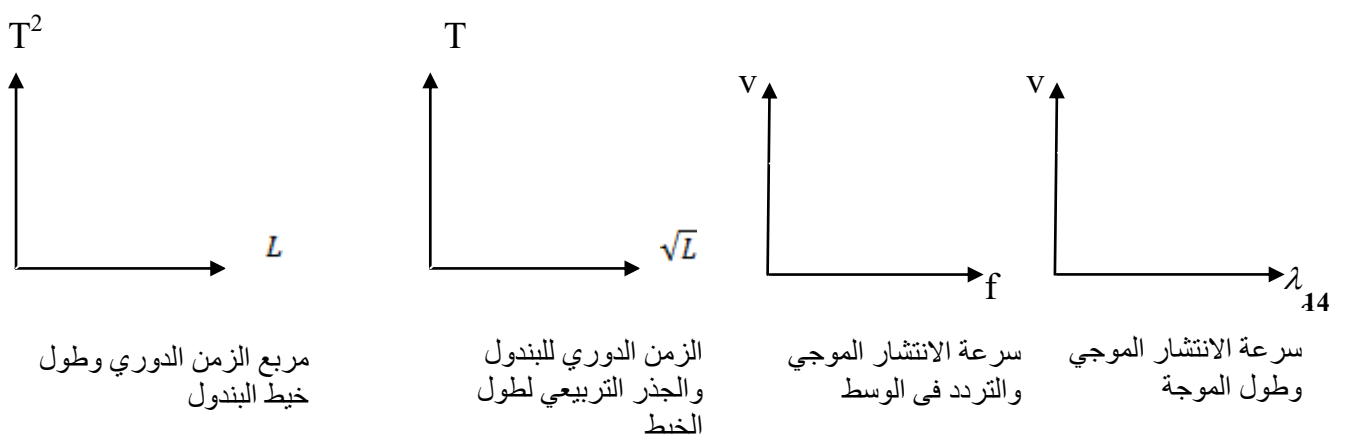 T²
T
v
v
L
√L
f
λ
14
سرعة الانتشار الموجي
وطول الموجة
سرعة الانتشار الموجي
والتردد فى الوسط
الزمن الدوري للبندول
والجذر التربيعي لطول
الخيط
مربع الزمن الدوري وطول
خيط البندول